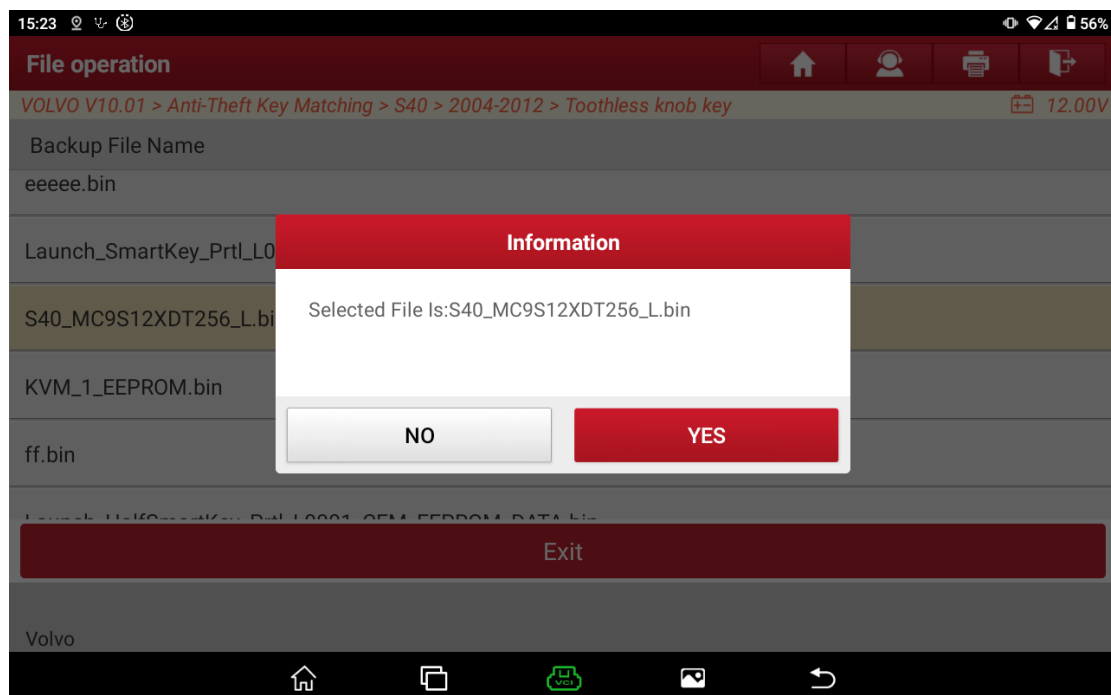 15:23
56%
File operation
VOLVO V10.01 > Anti-Theft Key Matching > S40 > 2004-2012 > Toothless knob key
12.00V
Backup File Name
eeeee.bin
Launch_SmartKey_Prtl_L0
Information
S40_MC9S12XDT256_L.bi
Selected File Is:S40_MC9S12XDT256_L.bin
KVM_1_EEPROM.bin
NO
YES
ff.bin
Exit
Volvo
VCI